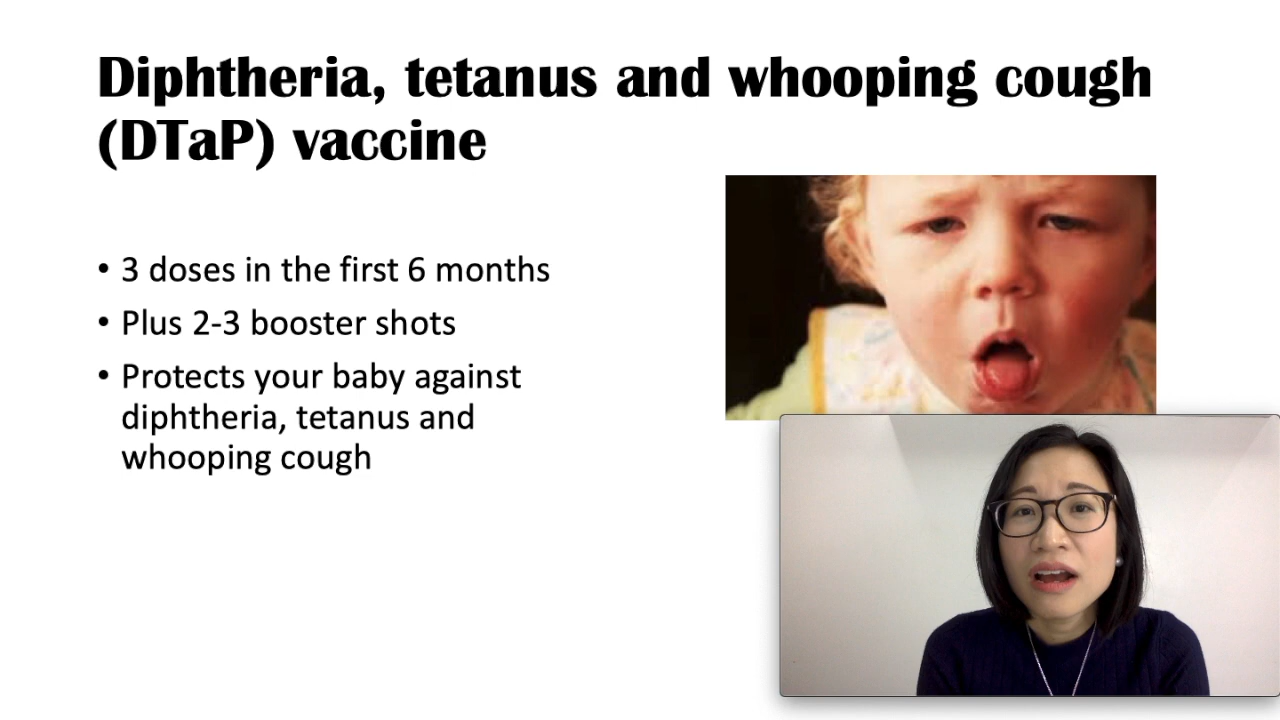 Diphtheria, tetanus and whooping cough
(DTaP) vaccine
• 3 doses in the first 6 months
• Plus 2-3 booster shots
• Protects your baby against
diphtheria, tetanus and
whooping cough